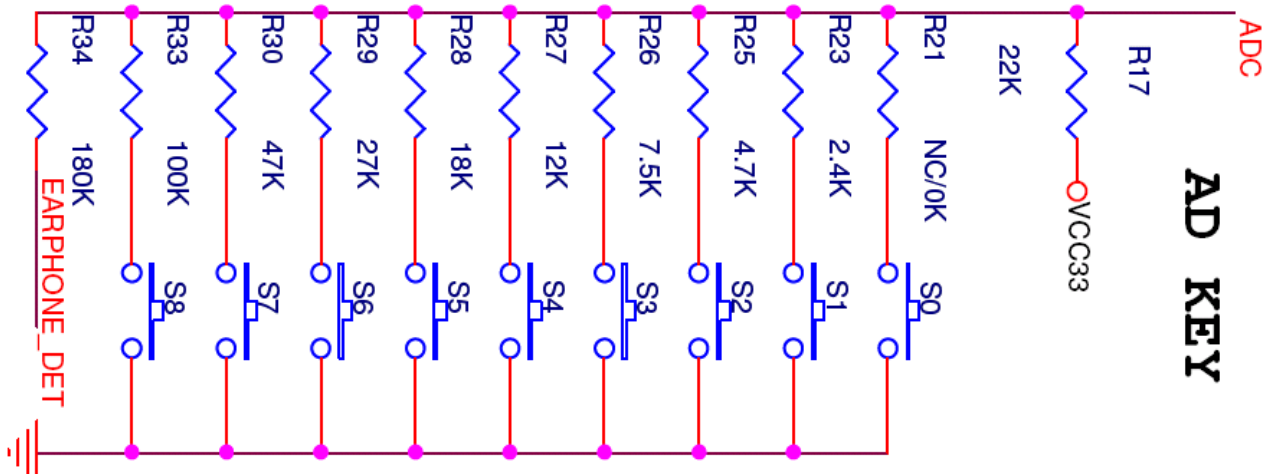 ADC
AD KEY
R17
22K
VCC33
R21
NC/0K
S0
R23
2.4K
S1
R25
4.7K
S2
R26
7.5K
S3
R27
12K
S4
R28
18K
S5
R29
27K
S6
R30
47K
S7
R33
100K
S8
R34
180K
EARPHONE_DET